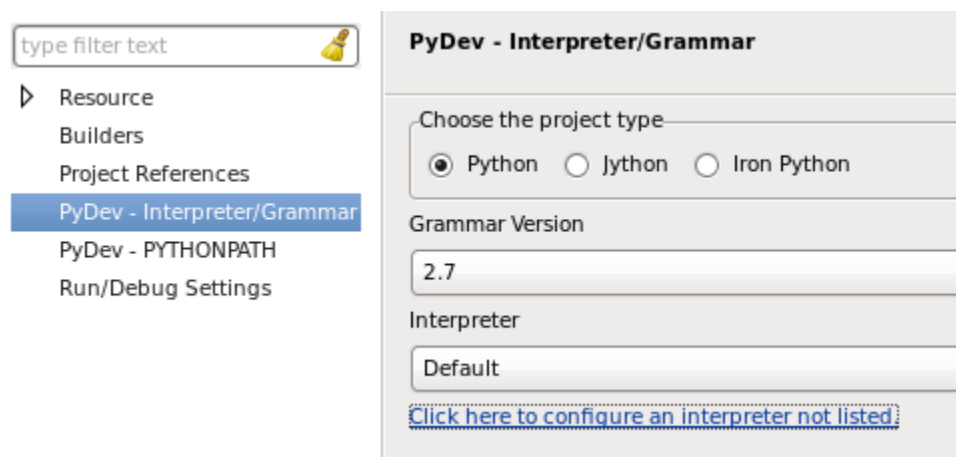 type filter text
Resource
Builders
Project References
PyDev - Interpreter/Grammar
PyDev - PYTHONPATH
Run/Debug Settings
PyDev - Interpreter/Grammar
Choose the project type
Python Jython Iron Python
Grammar Version
2.7
Interpreter
Default
Click here to configure an interpreter not listed.